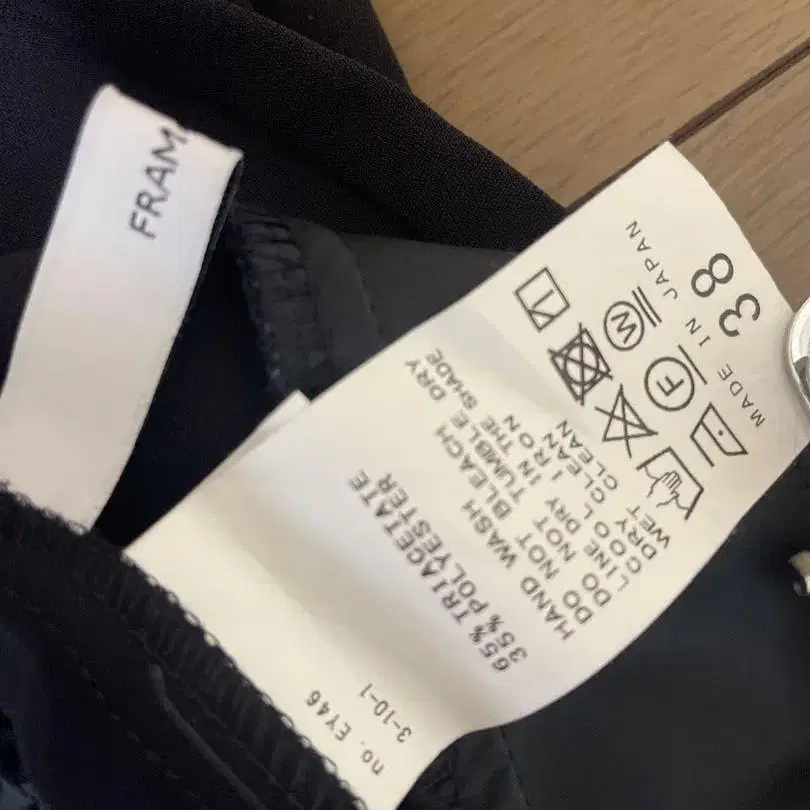 FRAM
38
MADE IN JAPAN
W
F
HAND WASH
DO NOT BLEACH
DO NOT TUMBLE DRY
LINE DRY IN THE SHADE
COOL IRON
DRY CLEAN
WET CLEAN
65% TRIACETATE
35% POLYESTER
no. EY46
3-10-1